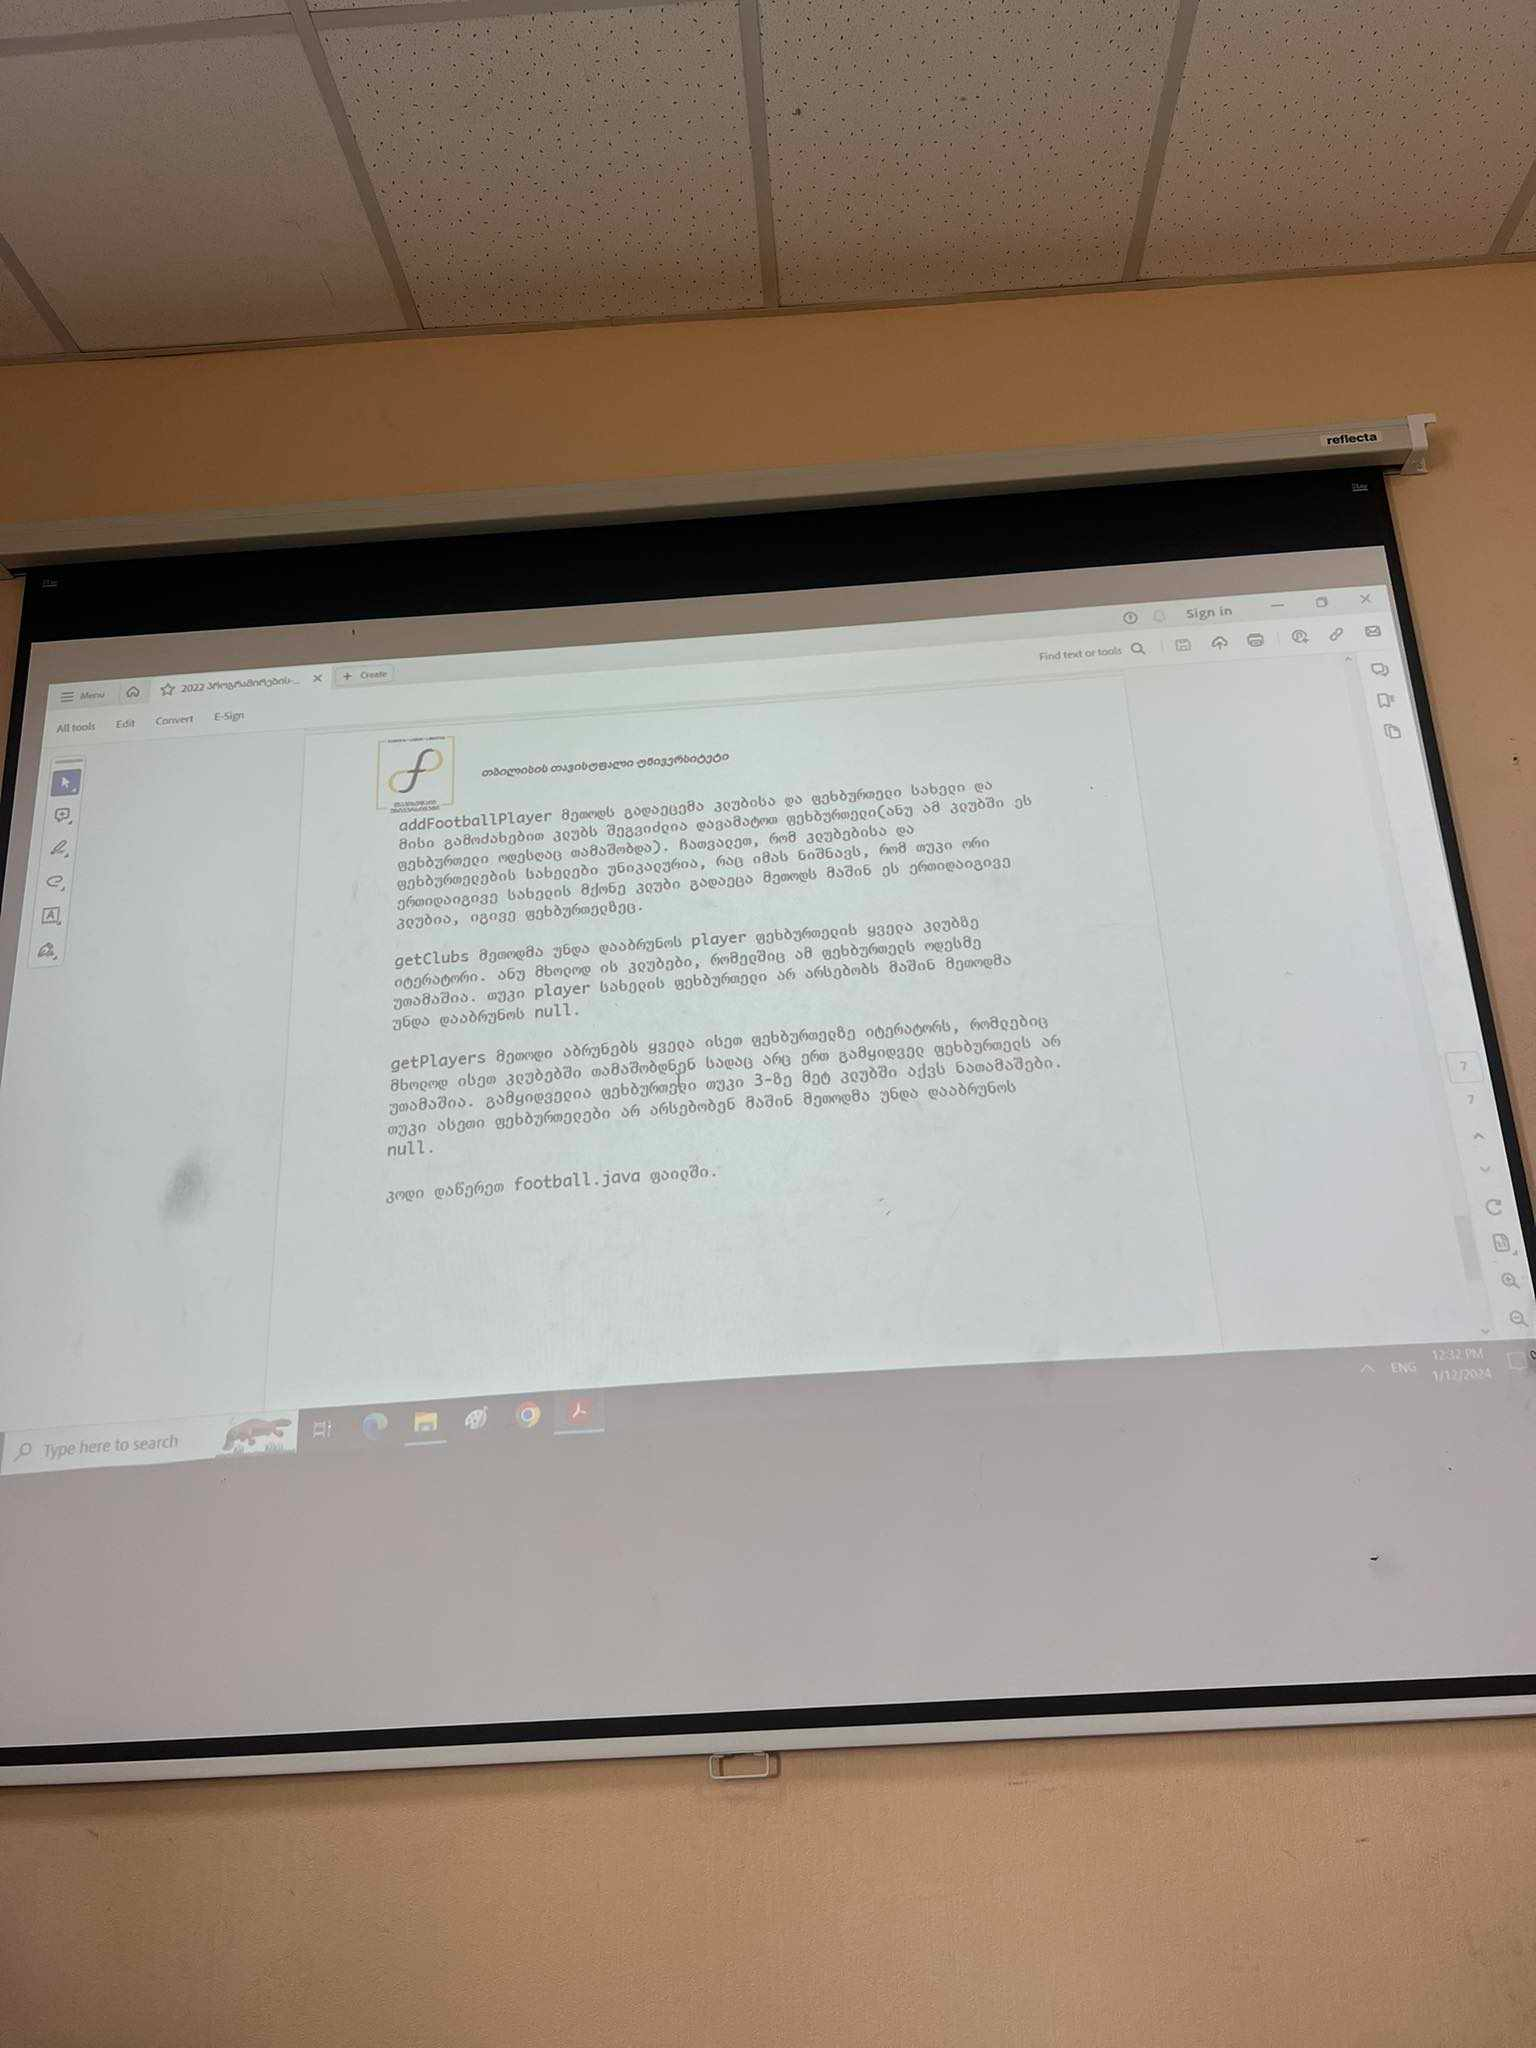 reflecta
Sign in
Find text or tools
Menu
2022 პროგრამირების-...
Create
All tools Edit Convert E-Sign
თბილისის თავისუფალი უნივერსიტეტი
თავისუფალი
უნივერსიტეტი
addFootballPlayer მეთოდს გადაეცემა კლუბისა და ფეხბურთელი სახელი და
მისი გამოძახებით კლუბს შეგვიძლია დავამატოთ ფეხბურთელი(ანუ ამ კლუბში ეს
ფეხბურთელი ოდესღაც თამაშობდა). ჩათვალეთ, რომ კლუბებისა და
ფეხბურთელების სახელები უნიკალურია, რაც იმას ნიშნავს, რომ თუკი ორი
ერთიდაიგივე სახელის მქონე კლუბი გადაეცა მეთოდს მაშინ ეს ერთიდაიგივე
კლუბია, იგივე ფეხბურთელზეც.
getClubs მეთოდმა უნდა დააბრუნოს player ფეხბურთელის ყველა კლუბზე
იტერატორი. ანუ მხოლოდ ის კლუბები, რომელშიც ამ ფეხბურთელს ოდესმე
უთამაშია. თუკი player სახელის ფეხბურთელი არ არსებობს მაშინ მეთოდმა
უნდა დააბრუნოს null.
getPlayers მეთოდი აბრუნებს ყველა ისეთ ფეხბურთელზე იტერატორს, რომლებიც
მხოლოდ ისეთ კლუბებში თამაშობდნენ სადაც არც ერთ გამყიდველ ფეხბურთელს არ
უთამაშია. გამყიდველია ფეხბურთელი თუკი 3-ზე მეტ კლუბში აქვს ნათამაშები.
თუკი ასეთი ფეხბურთელები არ არსებობენ მაშინ მეთოდმა უნდა დააბრუნოს
null.
კოდი დაწერეთ football.java ფაილში.
7
7
Type here to search
ENG
12:32 PM
1/12/2024